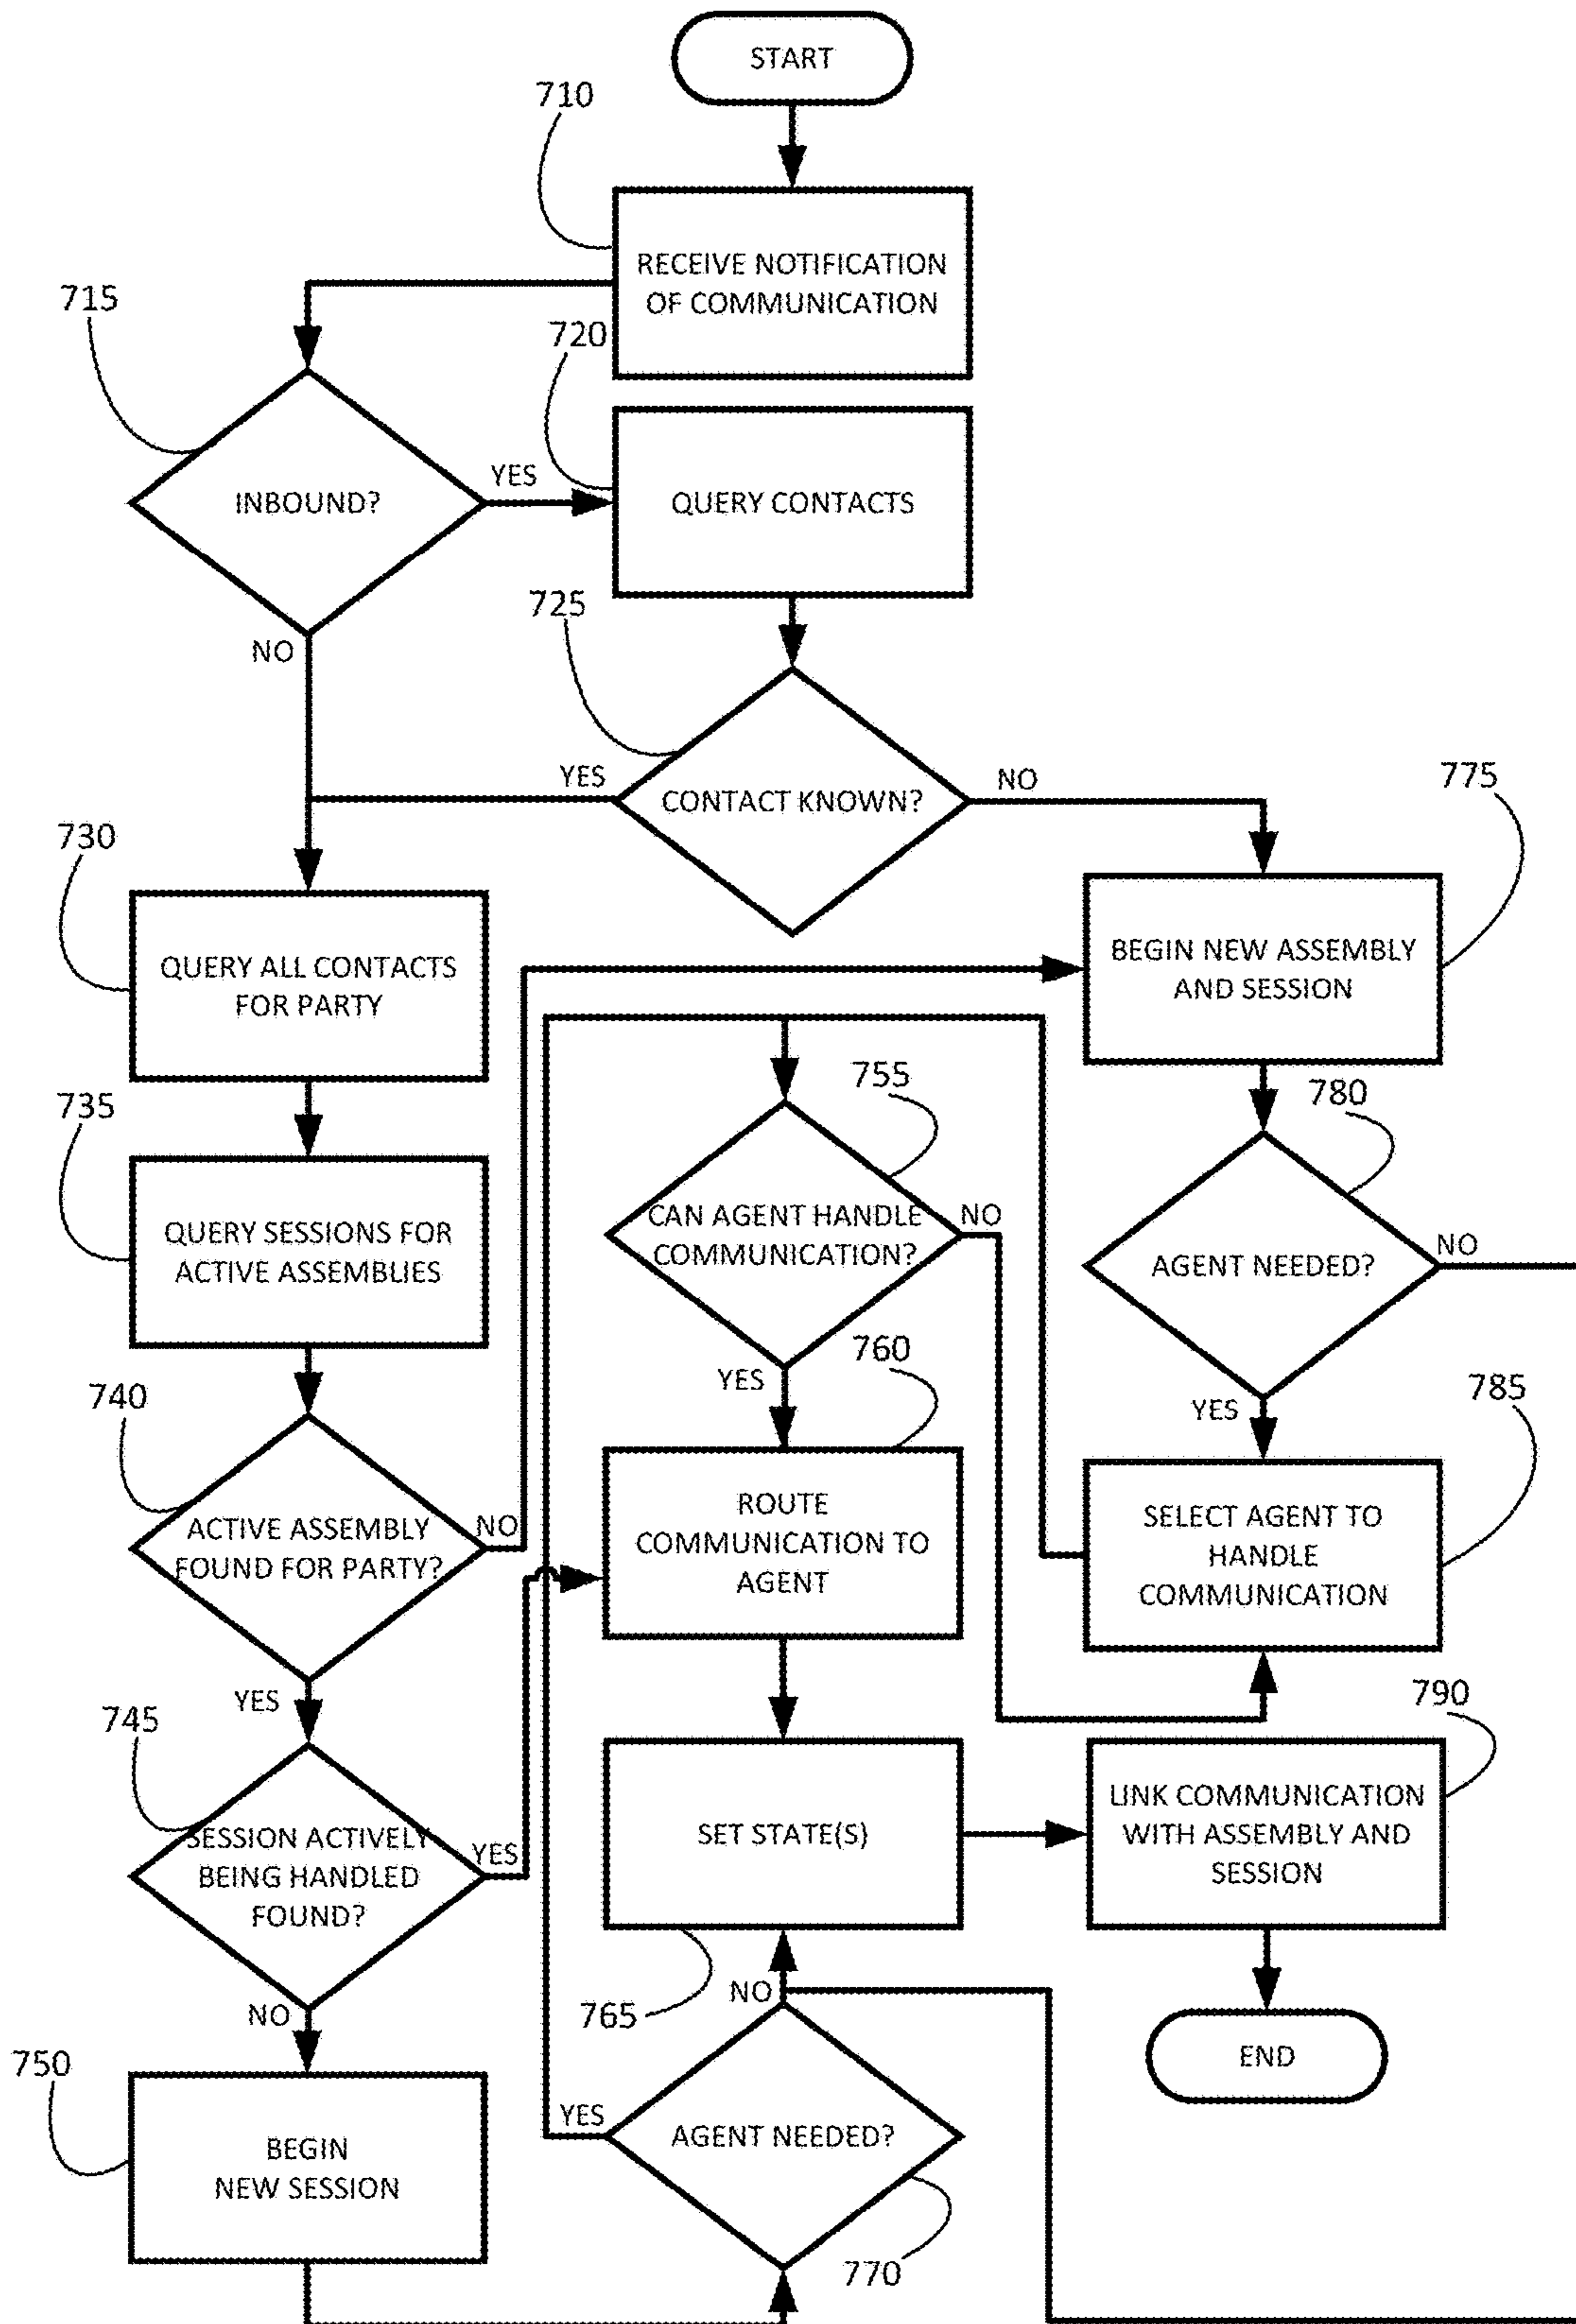 START
710
RECEIVE NOTIFICATION
OF COMMUNICATION
715
720
INBOUND?
YES
QUERY CONTACTS
NO
725
YES
CONTACT KNOWN?
NO
775
730
QUERY ALL CONTACTS
FOR PARTY
BEGIN NEW ASSEMBLY
AND SESSION
735
755
780
QUERY SESSIONS FOR
ACTIVE ASSEMBLIES
CAN AGENT HANDLE
COMMUNICATION?
NO
AGENT NEEDED?
NO
740
YES
760
YES
785
ACTIVE ASSEMBLY
FOUND FOR PARTY?
NO
ROUTE
COMMUNICATION TO
AGENT
SELECT AGENT TO
HANDLE
COMMUNICATION
YES
745
790
SESSION ACTIVELY
BEING HANDLED
FOUND?
YES
SET STATE(S)
LINK COMMUNICATION
WITH ASSEMBLY AND
SESSION
NO
765
NO
750
END
BEGIN
NEW SESSION
YES
AGENT NEEDED?
770